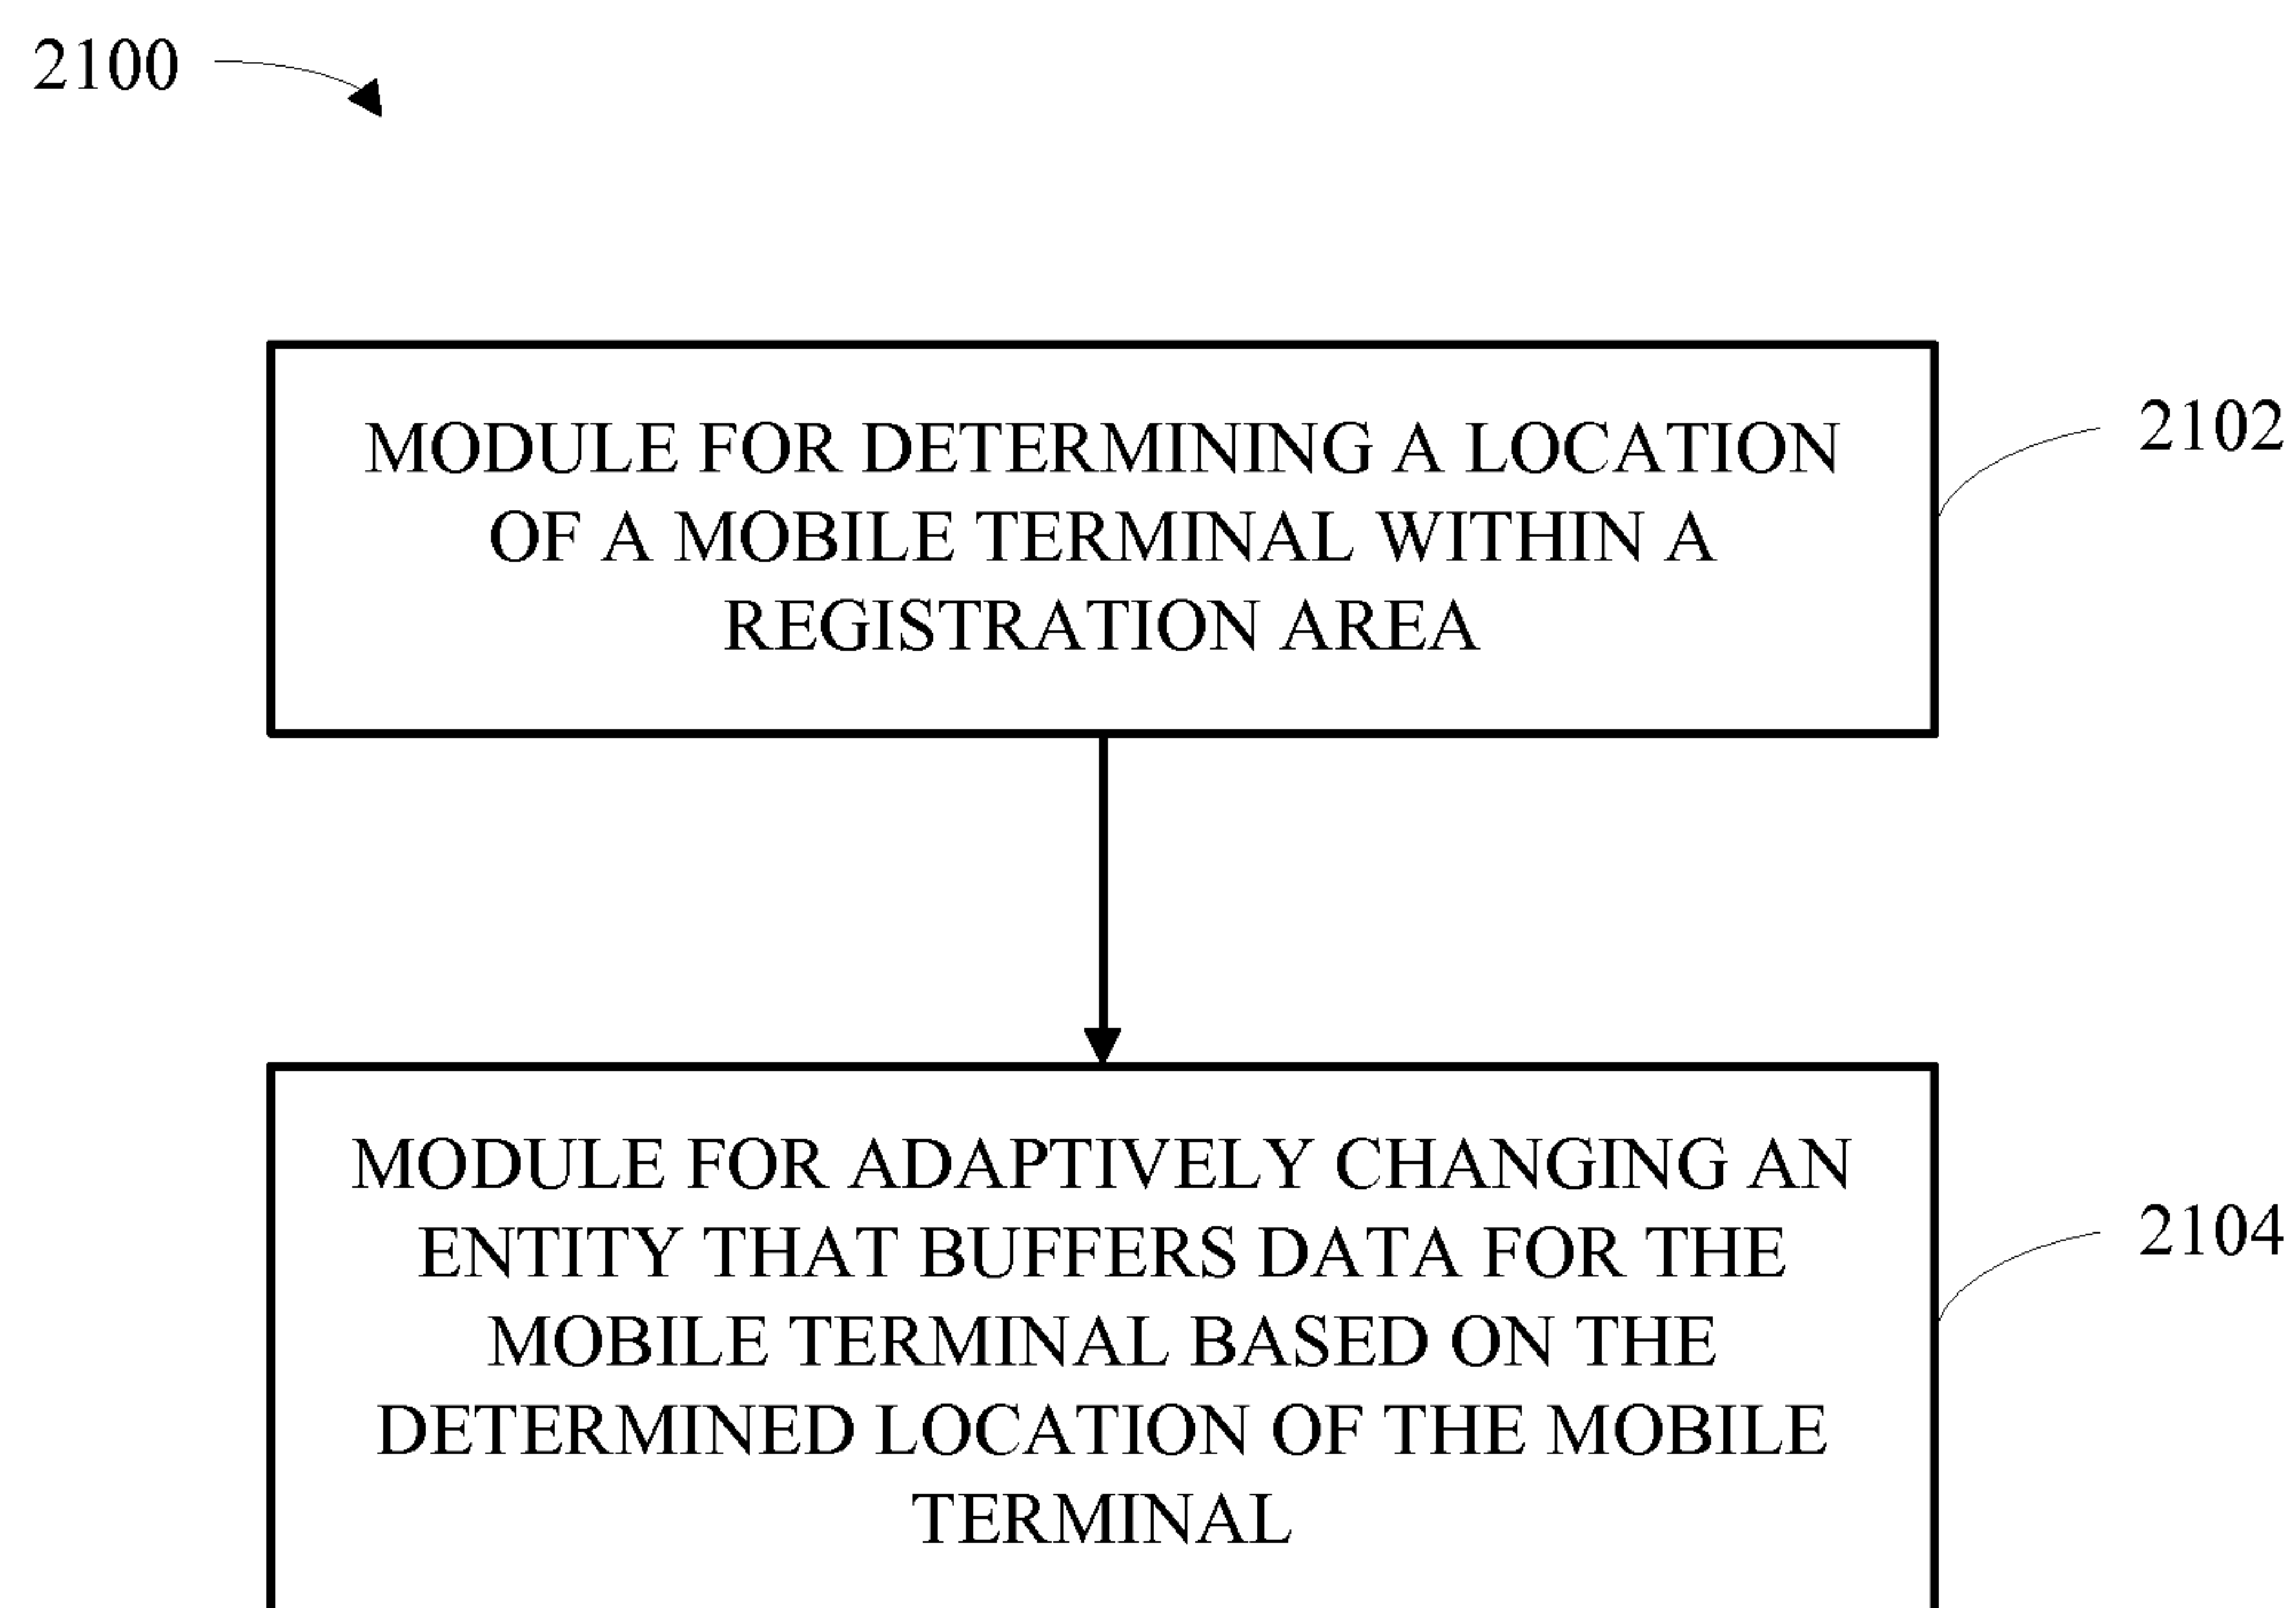 2100
MODULE FOR DETERMINING A LOCATION
OF A MOBILE TERMINAL WITHIN A
REGISTRATION AREA
2102
MODULE FOR ADAPTIVELY CHANGING AN
ENTITY THAT BUFFERS DATA FOR THE
MOBILE TERMINAL BASED ON THE
DETERMINED LOCATION OF THE MOBILE
TERMINAL
2104